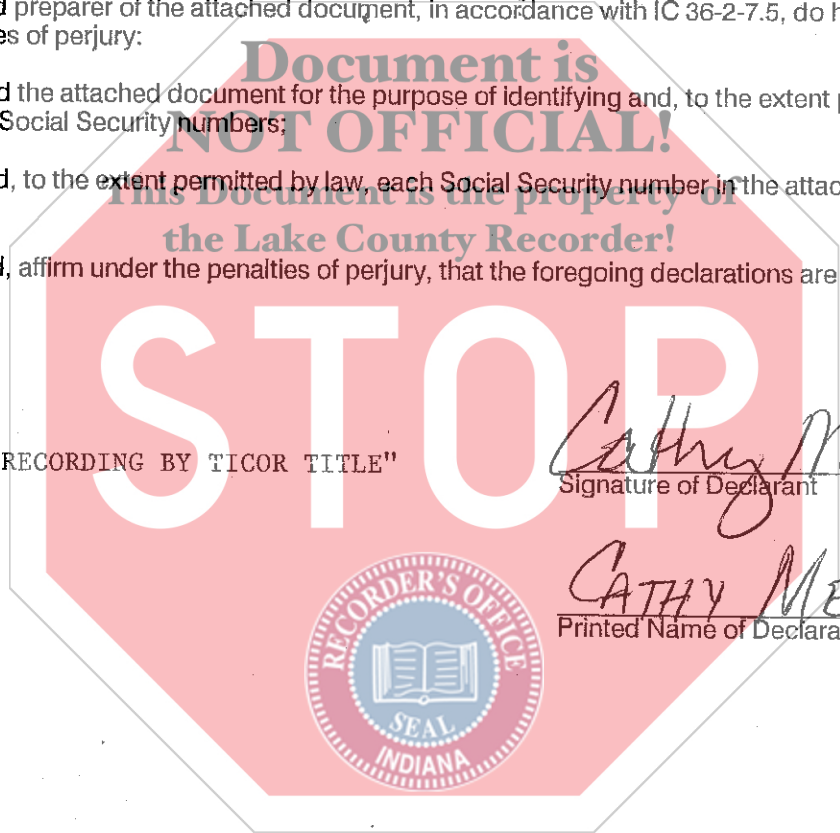 d preparer of the attached document, in accordance with IC 36-2-7.5, do h
es of perjury:
Document is
d the attached document for the purpose of identifying and, to the extent
Social Security numbers;
NOT OFFICIAL!
d, to the extent permitted by law, each Social Security number in the attac
This Document is the property of
the Lake County Recorder!
, affirm under the penalties of perjury, that the foregoing declarations are
STOP
RECORDING BY TICOR TITLE"
Cathy M
Signature of Declarant
CATHY ME
Printed Name of Declara
RECORDER'S OFFICE
SEAL
INDIANA